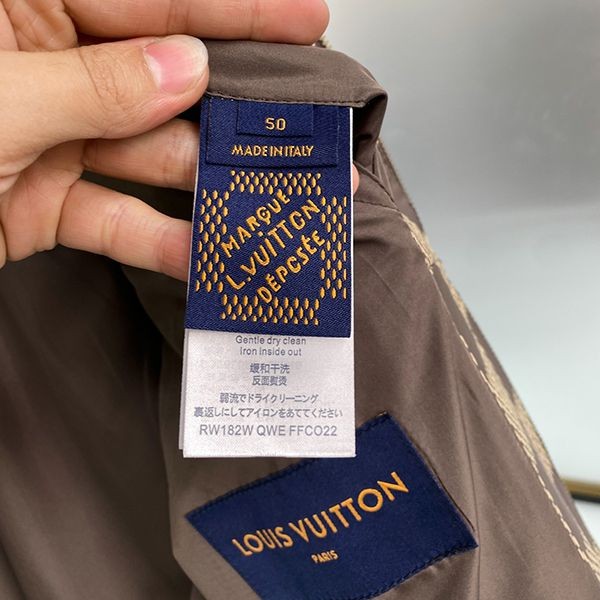 50
MADE IN ITALY
MARQUE
L.VUITTON
DÉPOSÉE
Gentle dry clean
Iron inside out
缓和干洗
反面熨烫
弱流でドライクリーニング
裏返しにしてアイロンをあててください
RW182W QWE FFCO22
LOUIS VUITTON
PARIS